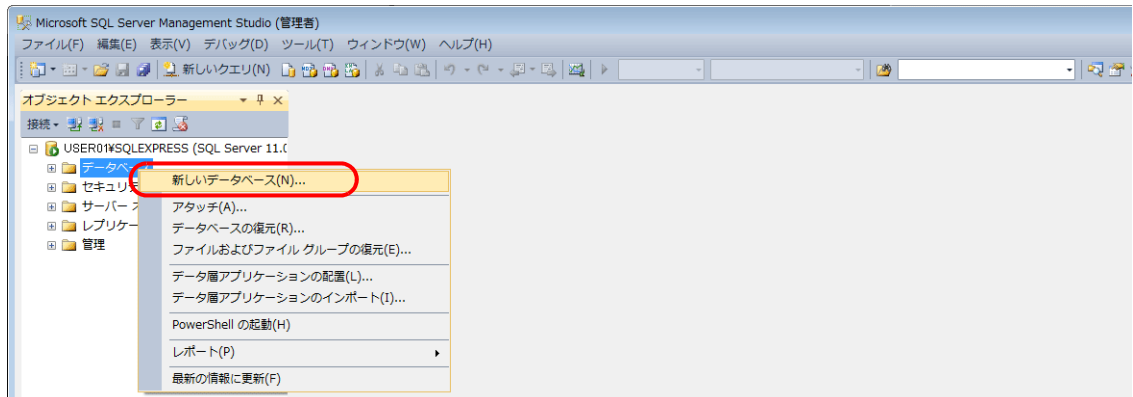 Microsoft SQL Server Management Studio (管理者)
ファイル(F) 編集(E) 表示(V) デバッグ(D) ツール(T) ウィンドウ(W) ヘルプ(H)
新しいクエリ(N)
オブジェクト エクスプローラー
接続
USER01¥SQLEXPRESS (SQL Server 11.0
データベース
新しいデータベース(N)...
セキュリテ
アタッチ(A)...
サーバー
データベースの復元(R)...
レプリケー
ファイルおよびファイル グループの復元(E)...
管理
データ層アプリケーションの配置(L)...
データ層アプリケーションのインポート(I)...
PowerShell の起動(H)
レポート(P)
最新の情報に更新(F)